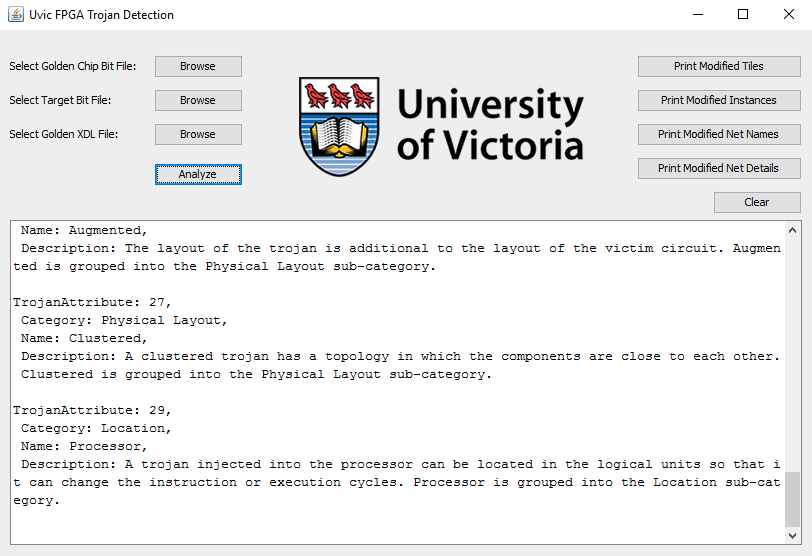 Uvic FPGA Trojan Detection
Select Golden Chip Bit File:
Browse
Select Target Bit File:
Browse
Select Golden XDL File:
Browse
Analyze
University
of Victoria
Print Modified Tiles
Print Modified Instances
Print Modified Net Names
Print Modified Net Details
Clear
Name: Augmented,
Description: The layout of the trojan is additional to the layout of the victim circuit. Augmen
ted is grouped into the Physical Layout sub-category.
TrojanAttribute: 27,
Category: Physical Layout,
Name: Clustered,
Description: A clustered trojan has a topology in which the components are close to each other.
Clustered is grouped into the Physical Layout sub-category.
TrojanAttribute: 29,
Category: Location,
Name: Processor,
Description: A trojan injected into the processor can be located in the logical units so that i
t can change the instruction or execution cycles. Processor is grouped into the Location sub-cat
egory.